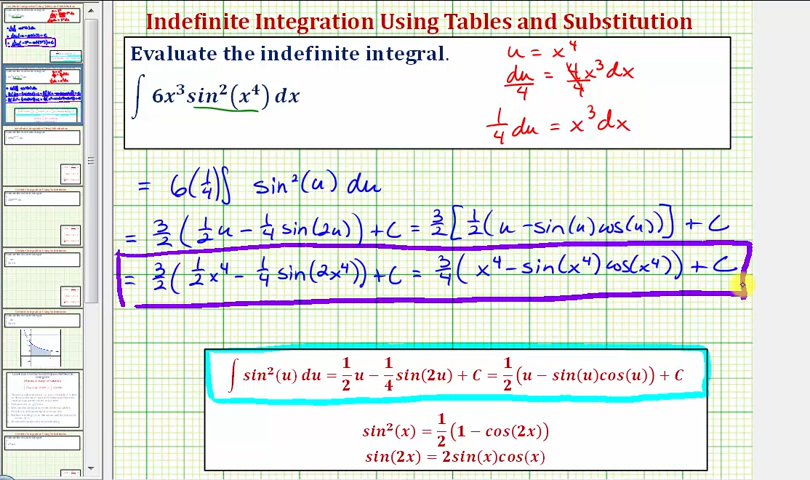 Indefinite Integration Using Tables and Substitution
Evaluate the indefinite integral.
∫ 6x³sin²(x⁴) dx
u = x⁴
du/4 = 4/4 x³dx
1/4 du = x³dx
= 6(1/4)∫ sin²(u) du
= 3/2(1/2u − 1/4 sin(2u)) + C = 3/2[1/2(u − sin(u)cos(u))] + C
= 3/2(1/2x⁴ − 1/4 sin(2x⁴)) + C = 3/4(x⁴ − sin(x⁴)cos(x⁴)) + C
∫ sin²(u) du = 1/2u − 1/4sin(2u) + C = 1/2(u − sin(u)cos(u)) + C
sin²(x) = 1/2(1 − cos(2x))
sin(2x) = 2sin(x)cos(x)